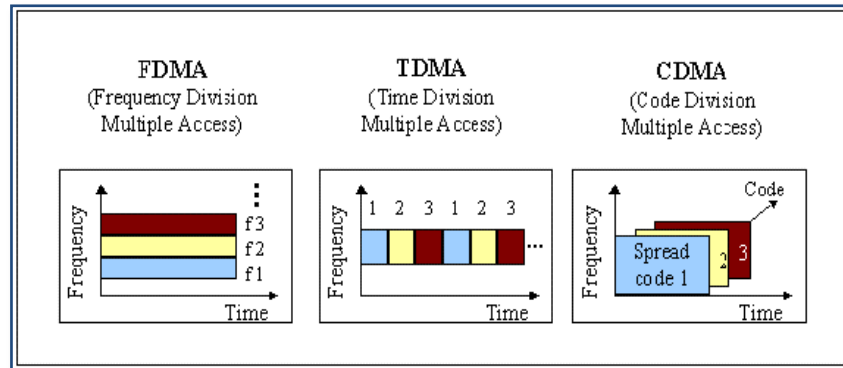 FDMA
(Frequency Division
Multiple Access)
Frequency
f3
f2
f1
Time
TDMA
(Time Division
Multiple Access)
Frequency
1 2 3 1 2 3
...
Time
CDMA
(Code Division
Multiple Access)
Frequency
Code
3
2
Spread
code 1
Time